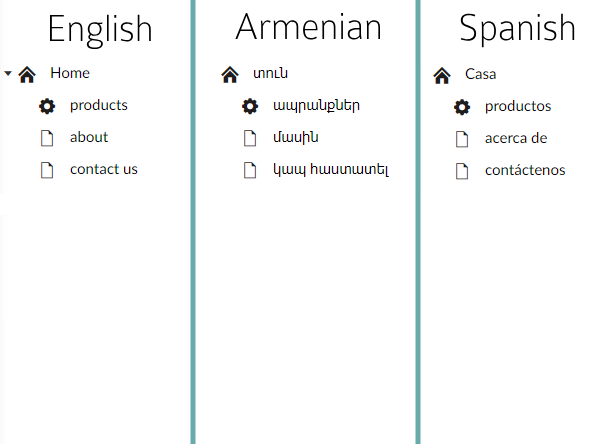 English
Home
products
about
contact us
Armenian
տուն
ապրանքներ
մասին
կապ հաստատել
Spanish
Casa
productos
acerca de
contáctenos